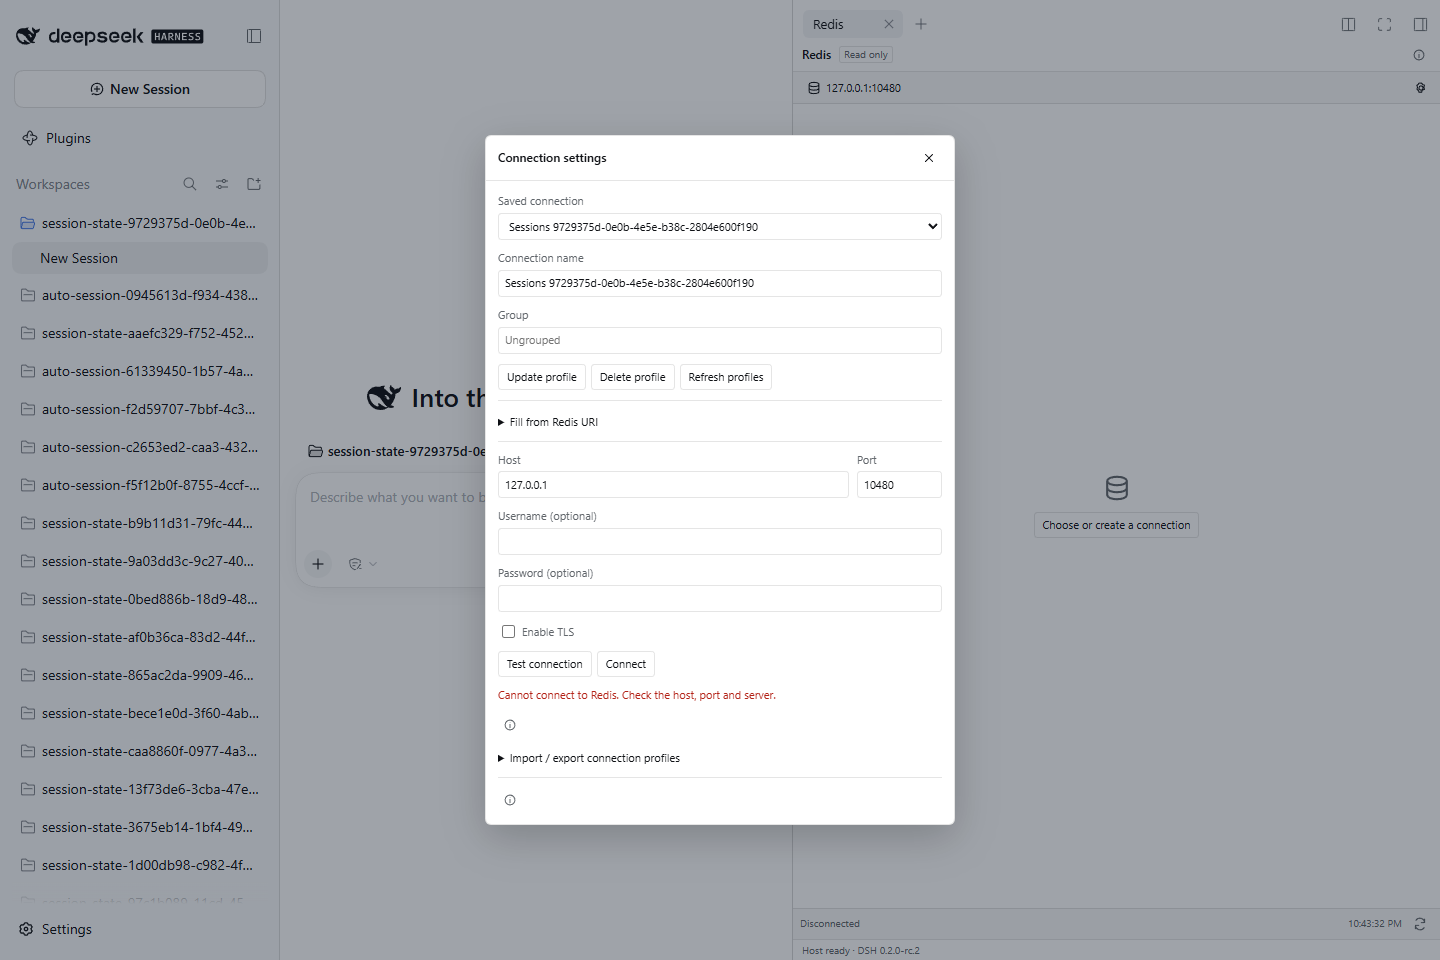 deepseek HARNESS
New Session
Plugins
Workspaces
session-state-9729375d-0e0b-4e...
New Session
auto-session-0945613d-f934-438...
session-state-aaefc329-f752-452...
auto-session-61339450-1b57-4a...
auto-session-f2d59707-7bbf-4c3...
auto-session-c2653ed2-caa3-432...
auto-session-f5f12b0f-8755-4ccf-...
session-state-b9b11d31-79fc-44...
session-state-9a03dd3c-9c27-40...
session-state-0bed886b-18d9-48...
session-state-af0b36ca-83d2-44f...
session-state-865ac2da-9909-46...
session-state-bece1e0d-3f60-4ab...
session-state-caa8860f-0977-4a3...
session-state-13f73de6-3cba-47e...
session-state-3675eb14-1bf4-49...
session-state-1d00db98-c982-4f...
Settings
Into th
session-state-9729375d-0e
Describe what you want to b
Connection settings
Saved connection
Sessions 9729375d-0e0b-4e5e-b38c-2804e600f190
Connection name
Sessions 9729375d-0e0b-4e5e-b38c-2804e600f190
Group
Ungrouped
Update profile Delete profile Refresh profiles
Fill from Redis URI
Host Port
127.0.0.1 10480
Username (optional)
Password (optional)
Enable TLS
Test connection Connect
Cannot connect to Redis. Check the host, port and server.
Import / export connection profiles
Redis
Redis Read only
127.0.0.1:10480
Choose or create a connection
Disconnected 10:43:32 PM
Host ready · DSH 0.2.0-rc.2